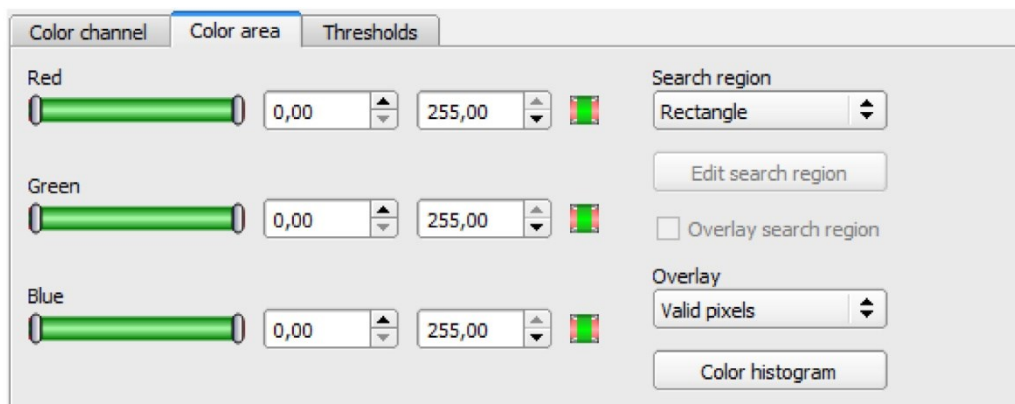 Color channel Color area Thresholds
Red
0,00 255,00
Green
0,00 255,00
Blue
0,00 255,00
Search region
Rectangle
Edit search region
Overlay search region
Overlay
Valid pixels
Color histogram